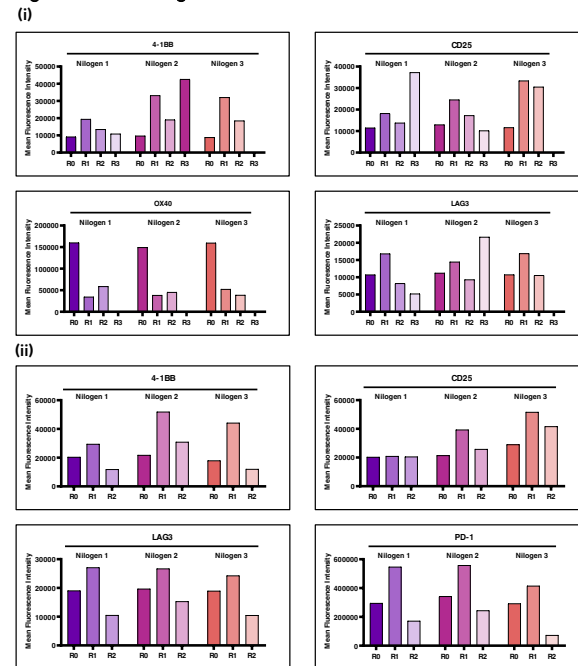 (i)
4-1BB
Nilogen 1 Nilogen 2 Nilogen 3
Mean Fluorescence Intensity
50000
40000
30000
20000
10000
0
R0 R1 R2 R3 R0 R1 R2 R3 R0 R1 R2 R3
CD25
Nilogen 1 Nilogen 2 Nilogen 3
Mean Fluorescence Intensity
40000
30000
20000
10000
0
R0 R1 R2 R3 R0 R1 R2 R3 R0 R1 R2 R3
OX40
Nilogen 1 Nilogen 2 Nilogen 3
Mean Fluorescence Intensity
200000
150000
100000
50000
0
R0 R1 R2 R3 R0 R1 R2 R3 R0 R1 R2 R3
LAG3
Nilogen 1 Nilogen 2 Nilogen 3
Mean Fluorescence Intensity
25000
20000
15000
10000
5000
0
R0 R1 R2 R3 R0 R1 R2 R3 R0 R1 R2 R3
(ii)
4-1BB
Nilogen 1 Nilogen 2 Nilogen 3
Mean Fluorescence Intensity
60000
40000
20000
0
R0 R1 R2 R0 R1 R2 R0 R1 R2
CD25
Nilogen 1 Nilogen 2 Nilogen 3
Mean Fluorescence Intensity
60000
40000
20000
0
R0 R1 R2 R0 R1 R2 R0 R1 R2
LAG3
Nilogen 1 Nilogen 2 Nilogen 3
Mean Fluorescence Intensity
30000
20000
10000
0
R0 R1 R2 R0 R1 R2 R0 R1 R2
PD-1
Nilogen 1 Nilogen 2 Nilogen 3
Mean Fluorescence Intensity
600000
400000
200000
0
R0 R1 R2 R0 R1 R2 R0 R1 R2